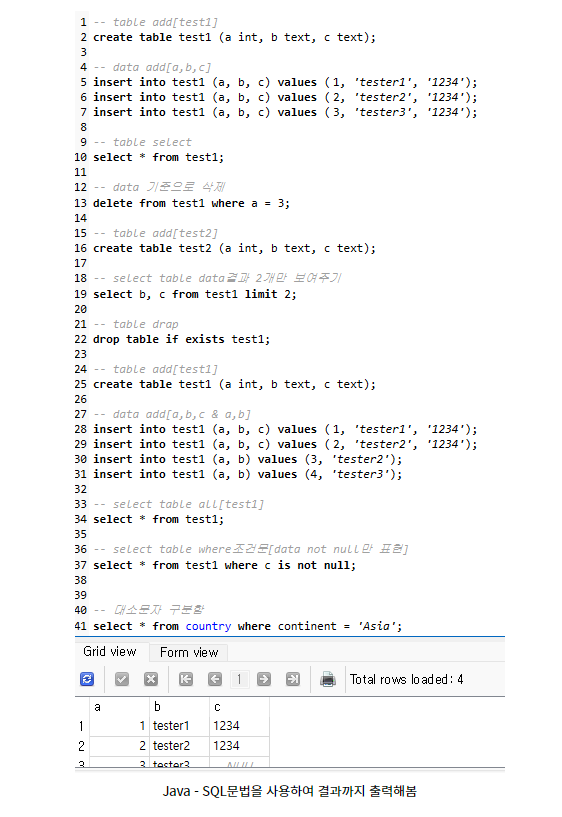 1 -- table add[test1]
2 create table test1 (a int, b text, c text);
3
4 -- data add[a,b,c]
5 insert into test1 (a, b, c) values (1, 'tester1', '1234');
6 insert into test1 (a, b, c) values (2, 'tester2', '1234');
7 insert into test1 (a, b, c) values (3, 'tester3', '1234');
8
9 -- table select
10 select * from test1;
11
12 -- data 기준으로 삭제
13 delete from test1 where a = 3;
14
15 -- table add[test2]
16 create table test2 (a int, b text, c text);
17
18 -- select table data결과 2개만 보여주기
19 select b, c from test1 limit 2;
20
21 -- table drap
22 drop table if exists test1;
23
24 -- table add[test1]
25 create table test1 (a int, b text, c text);
26
27 -- data add[a,b,c & a,b]
28 insert into test1 (a, b, c) values (1, 'tester1', '1234');
29 insert into test1 (a, b, c) values (2, 'tester2', '1234');
30 insert into test1 (a, b) values (3, 'tester2');
31 insert into test1 (a, b) values (4, 'tester3');
32
33 -- select table all[test1]
34 select * from test1;
35
36 -- select table where조건문[data not null만 표현]
37 select * from test1 where c is not null;
38
39
40 -- 대소문자 구분함
41 select * from country where continent = 'Asia';
Grid view Form view
1 Total rows loaded: 4
a b c
1 1 tester1 1234
2 2 tester2 1234
3 3 tester3 NULL
Java - SQL문법을 사용하여 결과까지 출력해봄